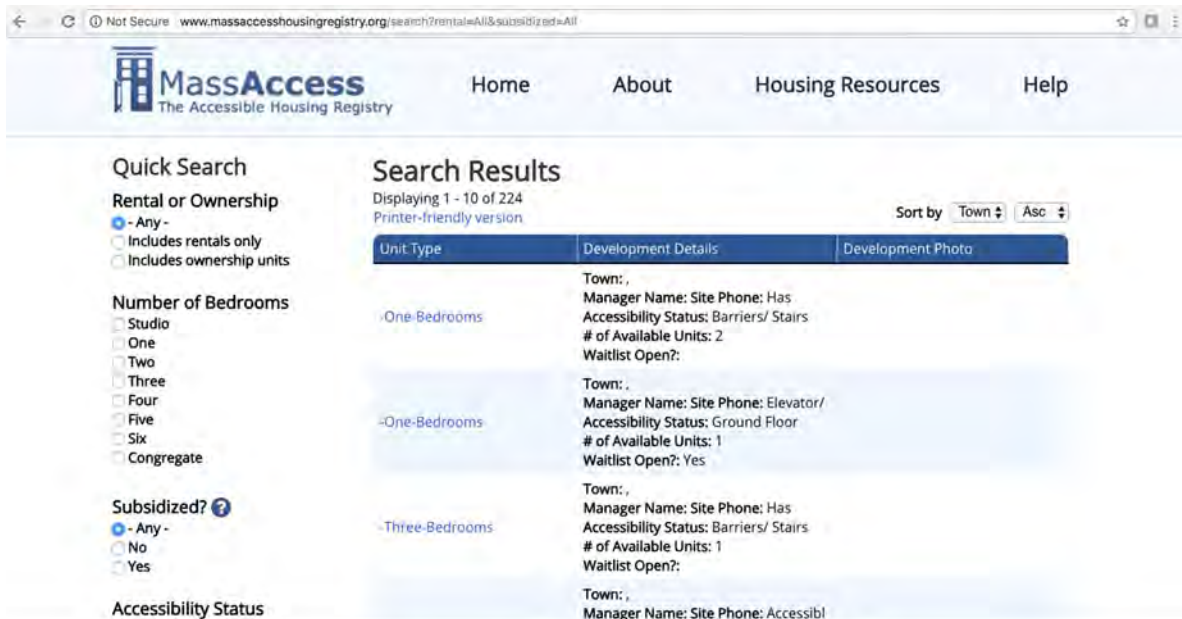 Not Secure www.massaccesshousingregistry.org/search?rental=All&subsidized=All
MassAccess
The Accessible Housing Registry
Home About Housing Resources Help
Quick Search
Rental or Ownership
- Any -
Includes rentals only
Includes ownership units
Number of Bedrooms
Studio
One
Two
Three
Four
Five
Six
Congregate
Subsidized?
- Any -
No
Yes
Accessibility Status
Search Results
Displaying 1 - 10 of 224
Printer-friendly version
Sort by Town Asc
Unit Type Development Details Development Photo
-One-Bedrooms
Town: ,
Manager Name: Site Phone: Has
Accessibility Status: Barriers/ Stairs
# of Available Units: 2
Waitlist Open?:
-One-Bedrooms
Town: ,
Manager Name: Site Phone: Elevator/
Accessibility Status: Ground Floor
# of Available Units: 1
Waitlist Open?: Yes
-Three-Bedrooms
Town: ,
Manager Name: Site Phone: Has
Accessibility Status: Barriers/ Stairs
# of Available Units: 1
Waitlist Open?:
Town: ,
Manager Name: Site Phone: Accessibl